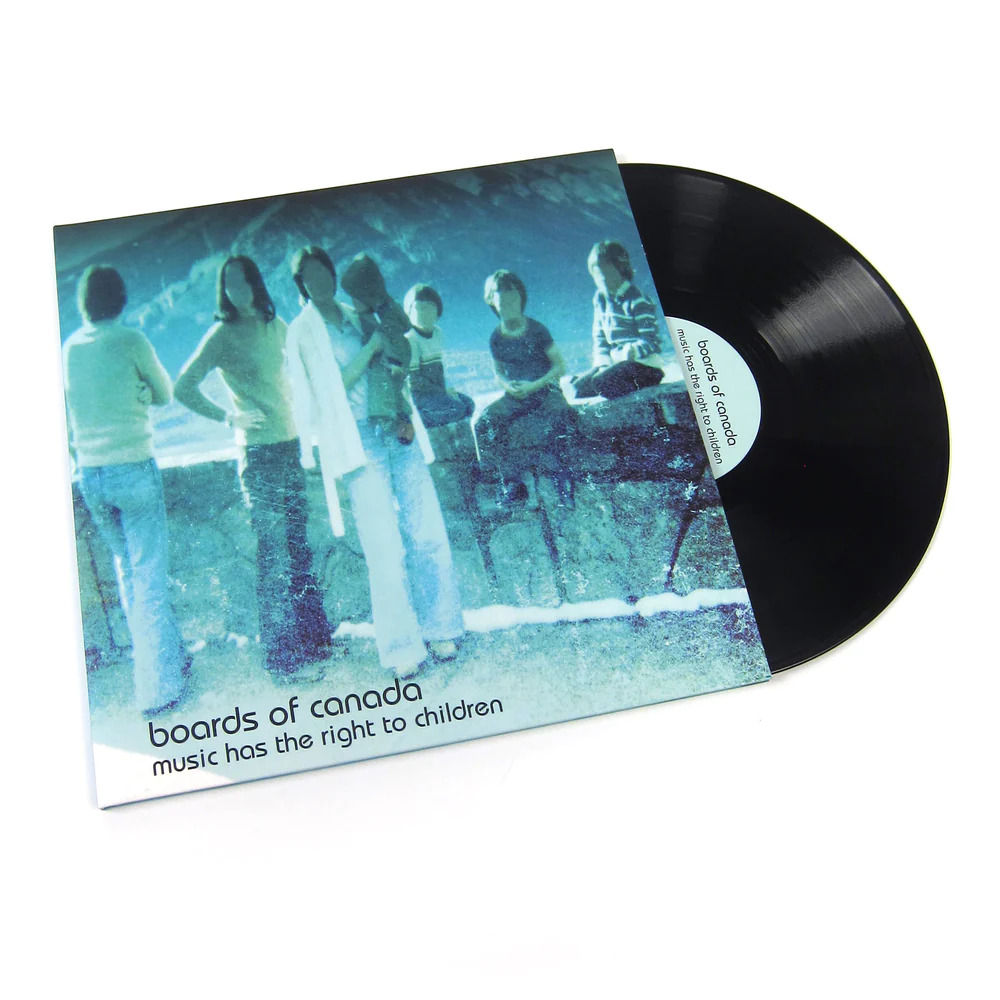 boards of canada
music has the right to children
boards of canada
music has the right to children